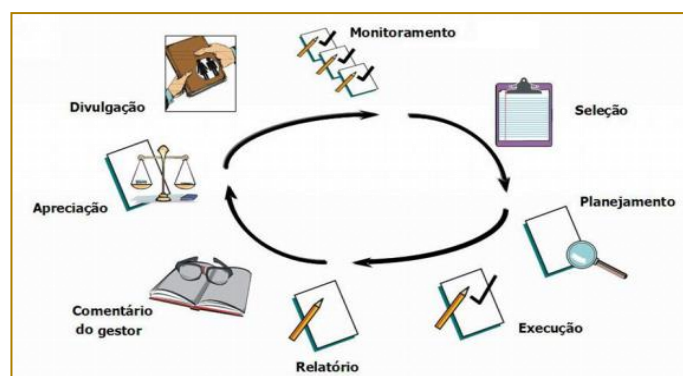 Monitoramento
Divulgação
Seleção
Apreciação
Planejamento
Comentário
do gestor
Execução
Relatório